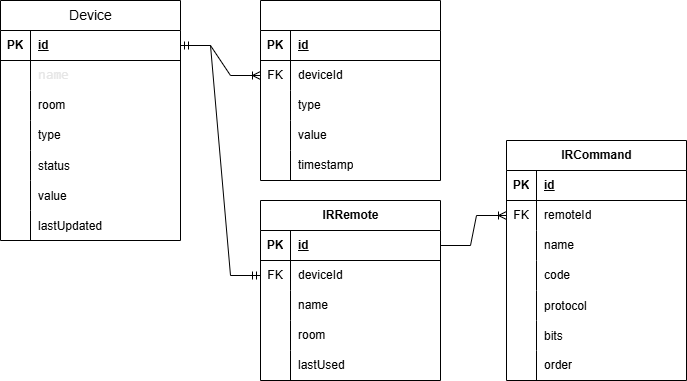 Device
PK id
name
room
type
status
value
lastUpdated
PK id
FK deviceId
type
value
timestamp
IRRemote
PK id
FK deviceId
name
room
lastUsed
IRCommand
PK id
FK remoteId
name
code
protocol
bits
order